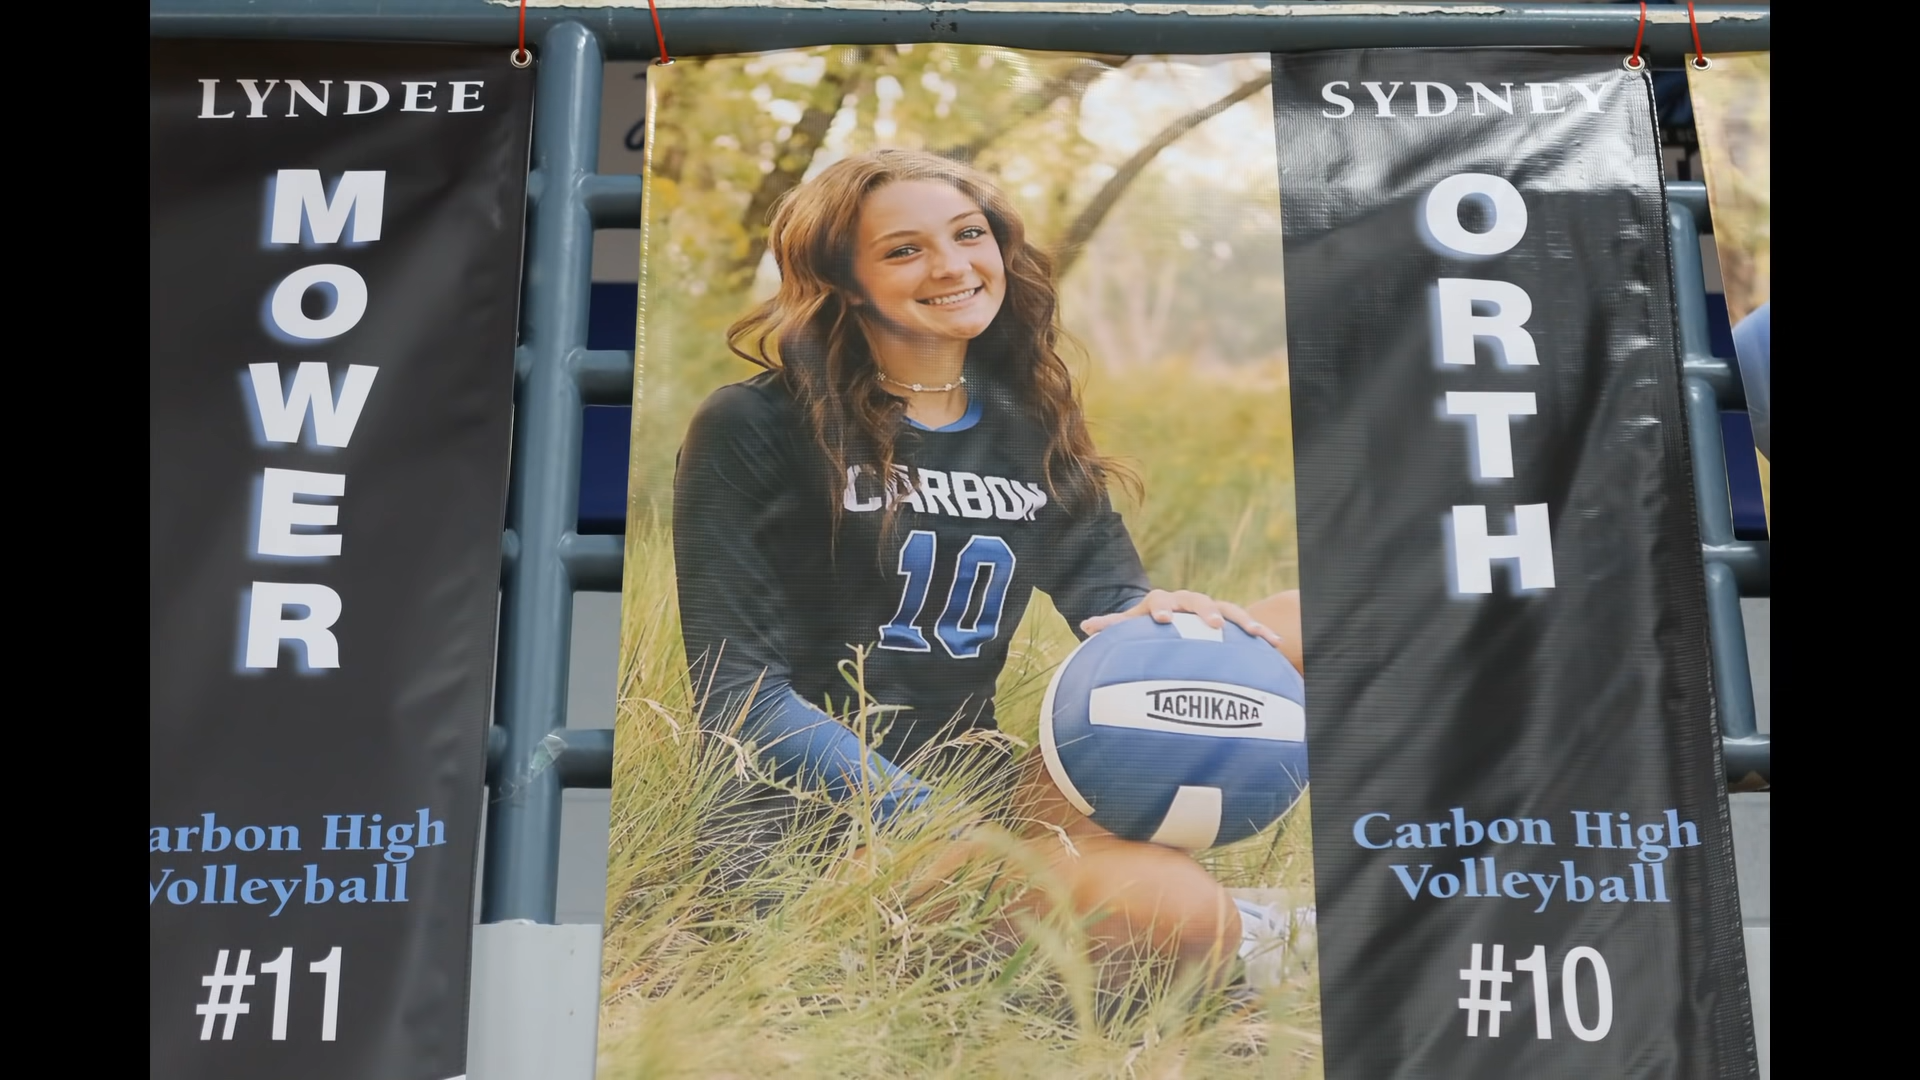 LYNDEE
MOWER
arbon High
Volleyball
#11
CARBON
10
TACHIKARA
SYDNEY
ORTH
Carbon High
Volleyball
#10